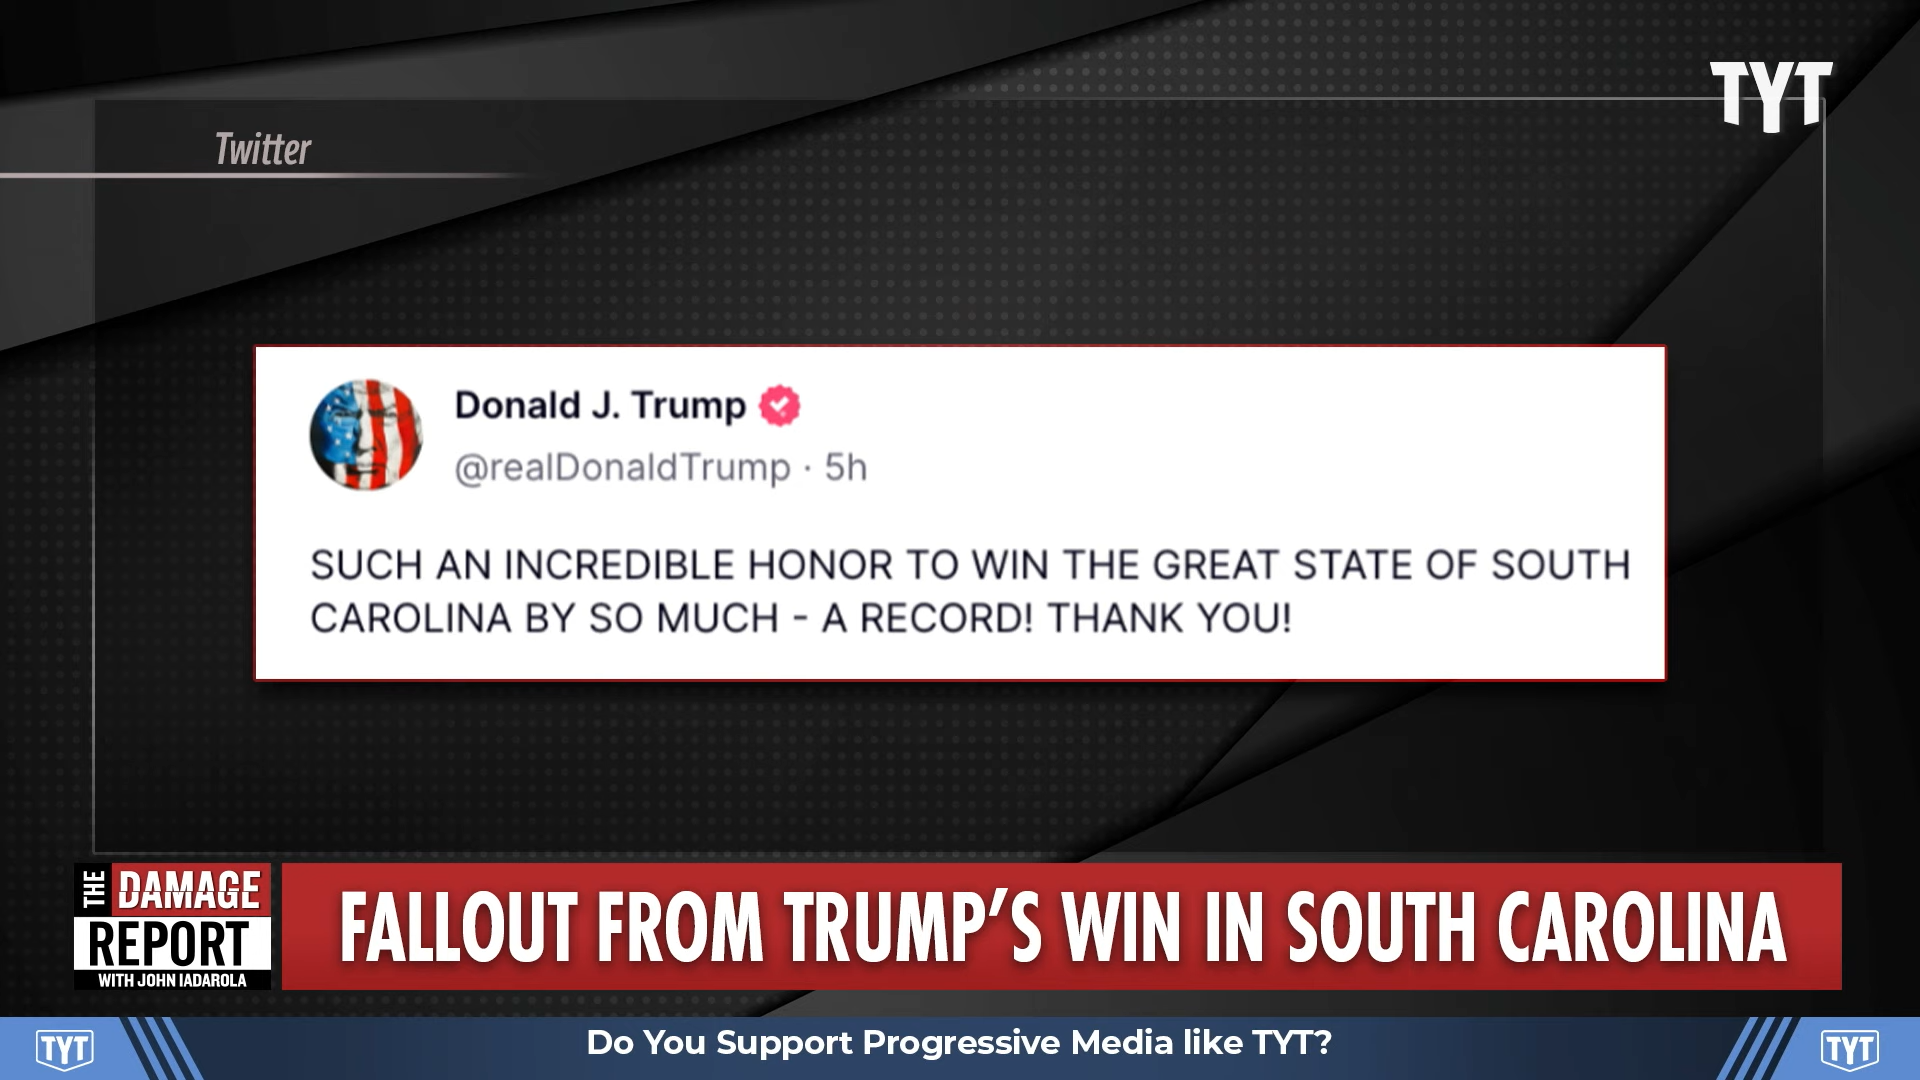 TYT
Twitter
Donald J. Trump
@realDonaldTrump · 5h
SUCH AN INCREDIBLE HONOR TO WIN THE GREAT STATE OF SOUTH
CAROLINA BY SO MUCH - A RECORD! THANK YOU!
THE DAMAGE
REPORT
WITH JOHN IADAROLA
FALLOUT FROM TRUMP’S WIN IN SOUTH CAROLINA
TYT
Do You Support Progressive Media like TYT?
TYT